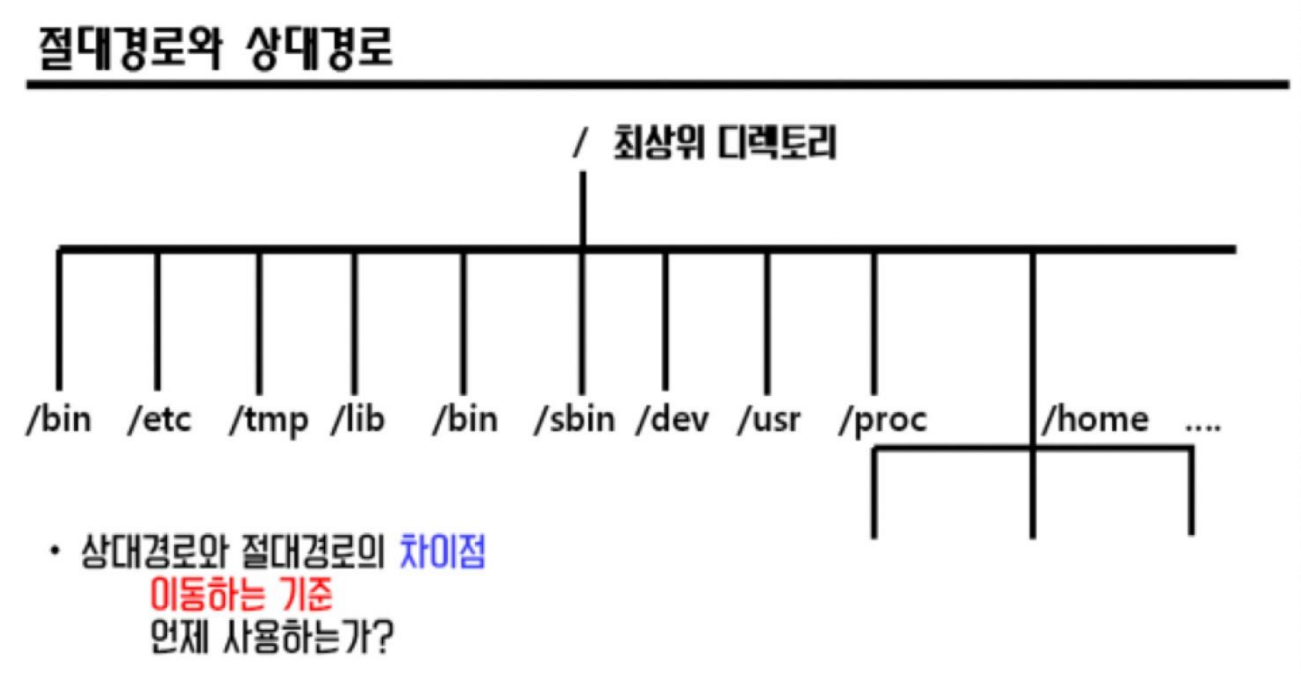 절대경로와 상대경로
/ 최상위 디렉토리
/bin /etc /tmp /lib /bin /sbin /dev /usr /proc /home ....
• 상대경로와 절대경로의 차이점
이동하는 기준
언제 사용하는가?